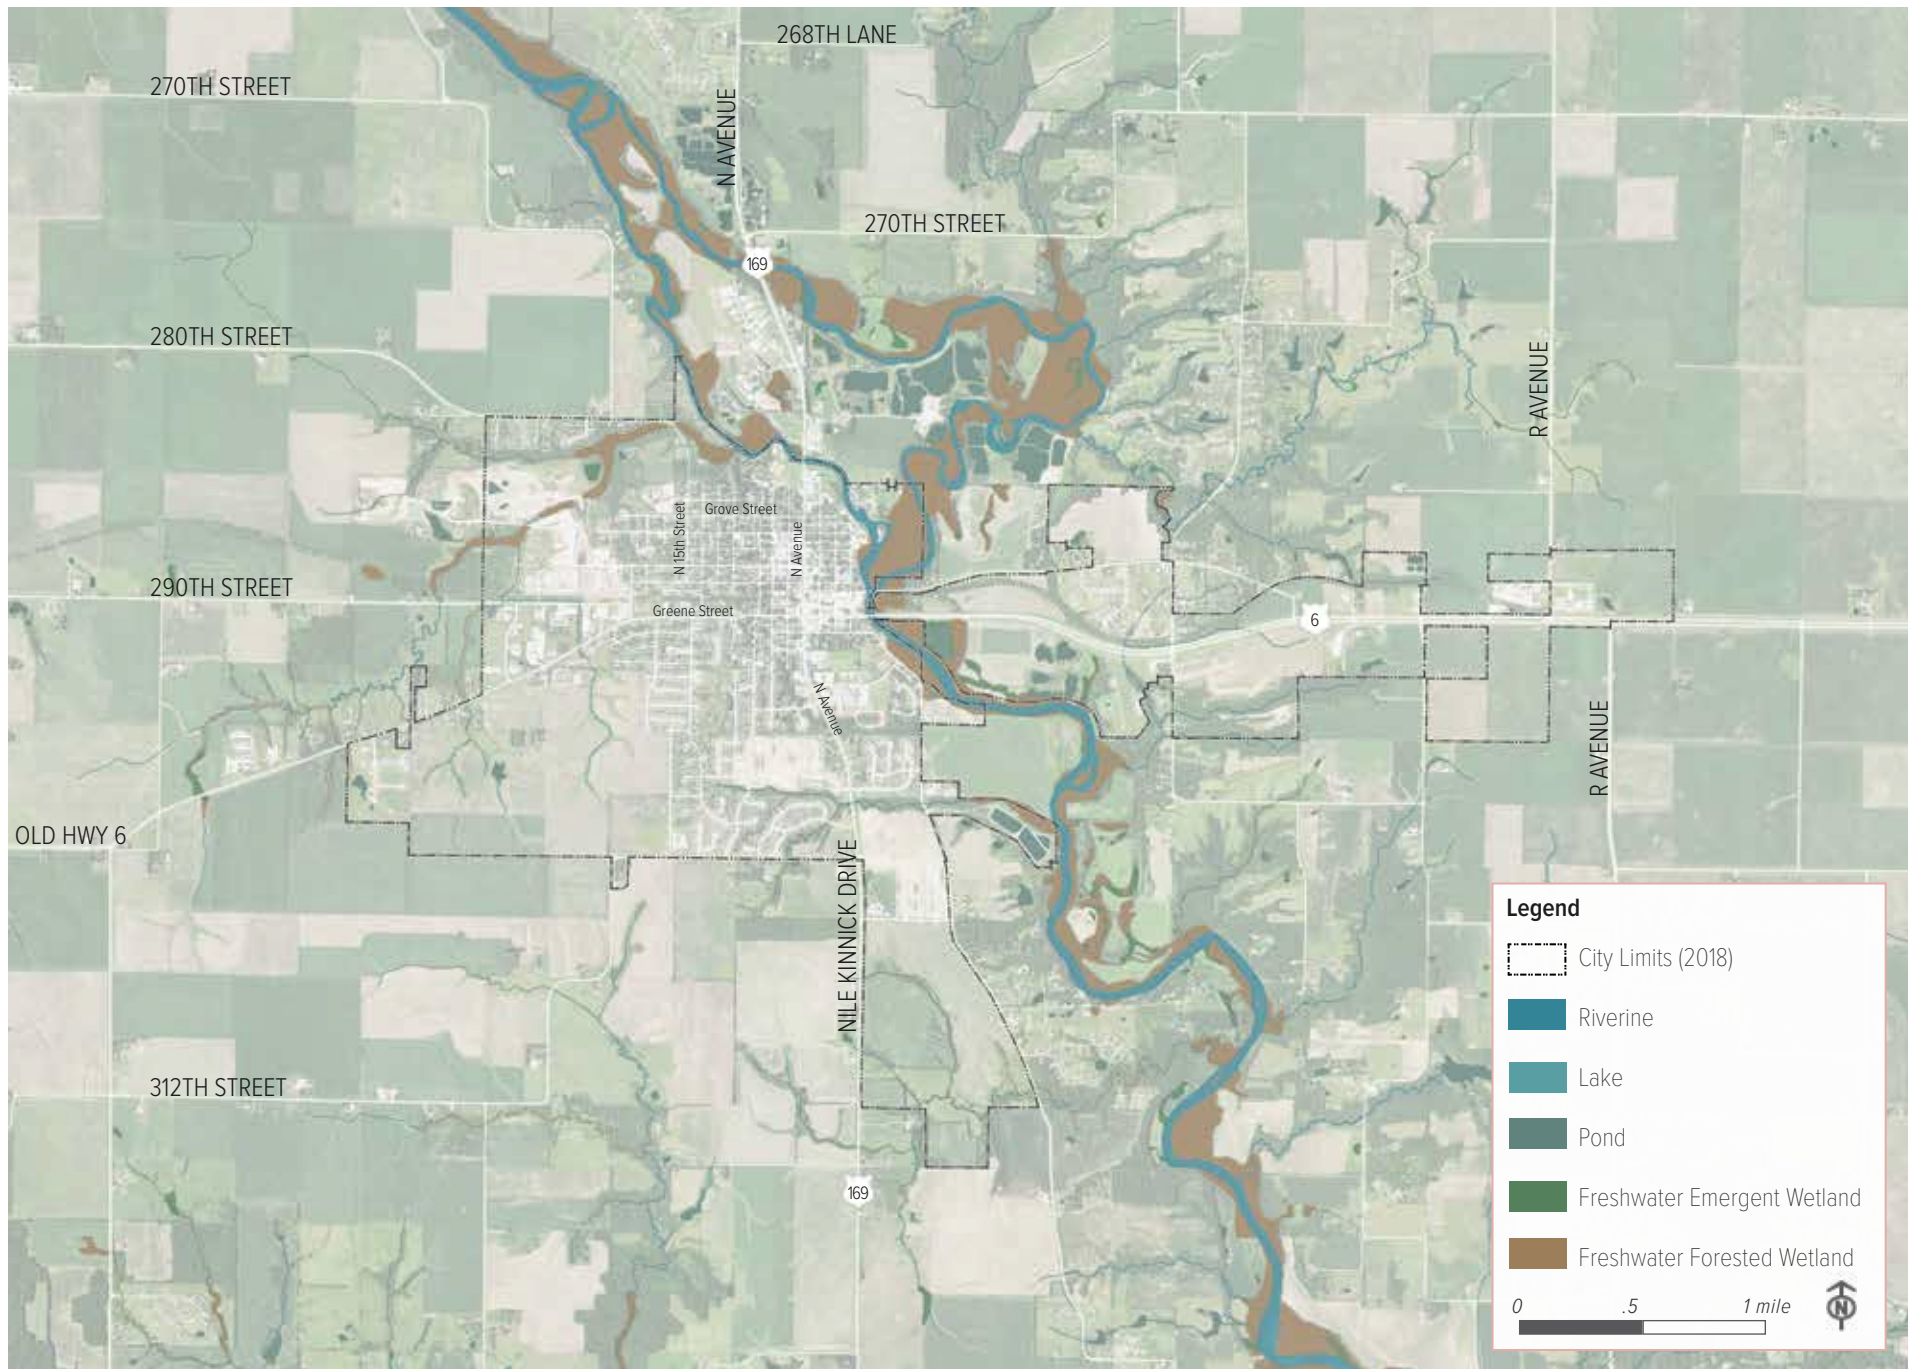 268TH LANE
270TH STREET
N AVENUE
270TH STREET
169
280TH STREET
R AVENUE
Grove Street
N 15th Street
N Avenue
290TH STREET
Greene Street
6
N Avenue
R AVENUE
OLD HWY 6
NILE KINNICK DRIVE
312TH STREET
169
Legend
City Limits (2018)
Riverine
Lake
Pond
Freshwater Emergent Wetland
Freshwater Forested Wetland
0 .5 1 mile
N